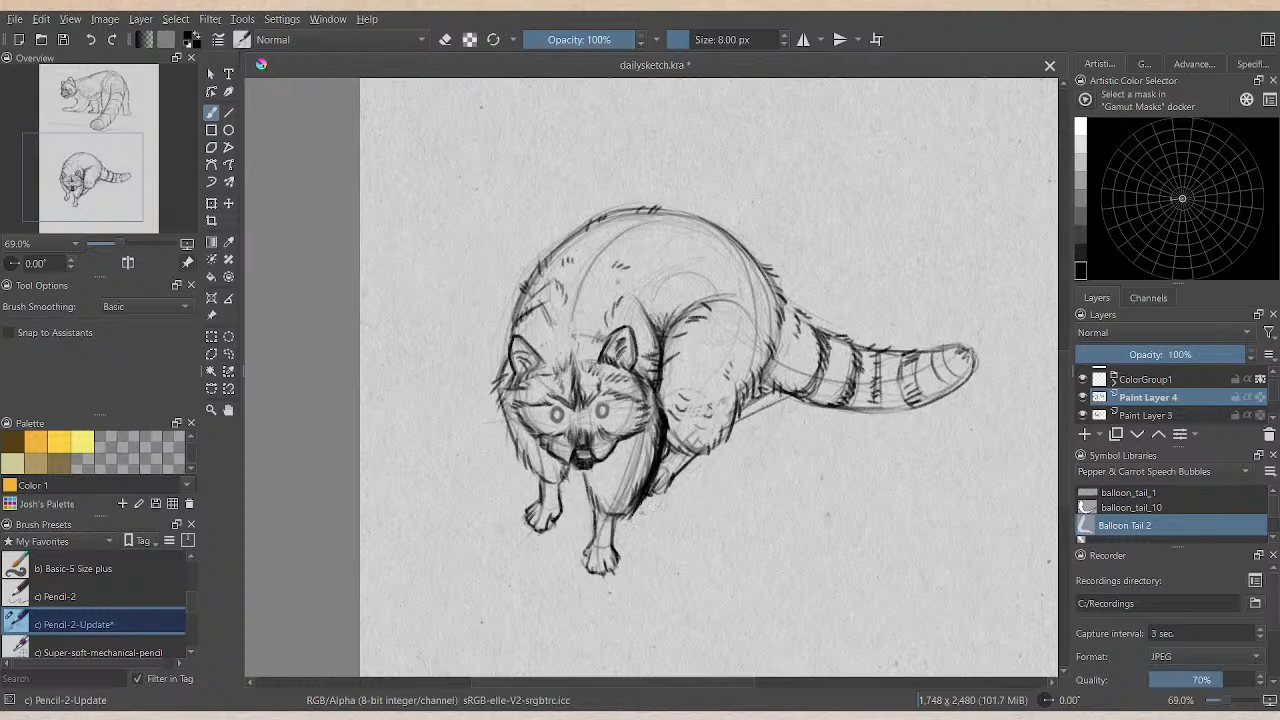 File Edit View Image Layer Select Filter Tools Settings Window Help
Normal Opacity: 100% Size: 8.00 px
Overview
dailysketch.kra *
Artisti... G... Advance... Specifi...
Artistic Color Selector
Select a mask in
"Gamut Masks" docker
69.0%
0.00°
Tool Options
Brush Smoothing: Basic
Snap to Assistants
Layers Channels
Layers
Normal
Opacity: 100%
ColorGroup1
Paint Layer 4
Paint Layer 3
Palette
Color 1
Josh's Palette
Symbol Libraries
Pepper & Carrot Speech Bubbles
balloon_tail_1
balloon_tail_10
Balloon Tail 2
Brush Presets
My Favorites Tag
b) Basic-5 Size plus
c) Pencil-2
c) Pencil-2-Update*
c) Super-soft-mechanical-pencil
Search Filter in Tag
Recorder
Recordings directory:
C:/Recordings
Capture interval: 3 sec.
Format: JPEG
Quality: 70%
c) Pencil-2-Update RGB/Alpha (8-bit integer/channel) sRGB-elle-V2-srgbtrc.icc 1,748 x 2,480 (101.7 MiB) 0.00° 69.0%